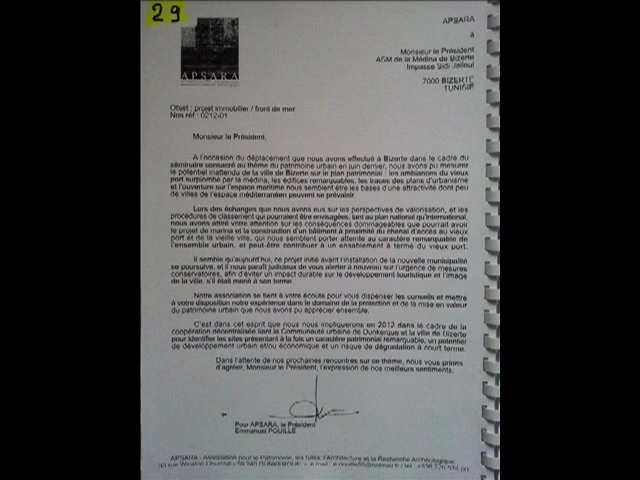 29
APSARA
APSARA
à
Monsieur le Président
ASM de la Médina de Bizerte
Impasse Sidi Jelloul
7000 BIZERTE
TUNISIE
Objet : projet immobilier / front de mer
Nos réf : 0212-01
Monsieur le Président,
A l'occasion du déplacement que nous avons effectué à Bizerte dans le cadre du
séminaire consacré au thème du patrimoine urbain en juin dernier, nous avons pu mesurer
le potentiel inattendu de la ville de Bizerte sur le plan patrimonial : les ambiances du vieux
port surplombé par la médina, les édifices remarquables, les traces des plans d'urbanisme
et l'ouverture sur l'espace maritime nous semblent être les bases d'une attractivité dont peu
de villes de l'espace méditerranéen peuvent se prévaloir.
Lors des échanges que nous avons eus sur les perspectives de valorisation, et les
procédures de classement qui pourraient être envisagées, tant au plan national qu'international,
nous avons attiré votre attention sur les conséquences dommageables que pourrait avoir
le projet de marina et la construction d'un bâtiment à proximité du chenal d'accès au vieux
port et de la vieille ville, qui nous semblent porter atteinte au caractère remarquable de
l'ensemble urbain, et peut être contribuer à un ensablement à terme du vieux port.
Il semble qu'aujourd'hui, ce projet initié avant l'installation de la nouvelle municipalité
se poursuive, et il nous paraît judicieux de vous alerter à nouveau sur l'urgence de mesures
conservatoires, afin d'éviter un impact durable sur le développement touristique et l'image
de la ville, s'il était mené à son terme.
Notre association se tient à votre écoute pour vous dispenser les conseils et mettre
à votre disposition notre expérience dans le domaine de la protection et de la mise en valeur
du patrimoine urbain que nous avons pu apprécier ensemble.
C'est dans cet esprit que nous nous impliquerons en 2012 dans le cadre de la
coopération décentralisée liant la Communauté urbaine de Dunkerque et la ville de Bizerte
pour identifier les sites présentant à la fois un caractère patrimonial remarquable, un potentiel
de développement urbain et/ou économique et un risque de dégradation à court terme.
Dans l'attente de nos prochaines rencontres sur ce thème, nous vous prions
d'agréer, Monsieur le Président, l'expression de nos meilleurs sentiments.
Pour APSARA, le Président
Emmanuel POUILLE
APSARA - Association pour le Patrimoine, les Sites, l'Architecture et la Recherche Archéologique
rue Winston Churchill - 59 240 DUNKERQUE